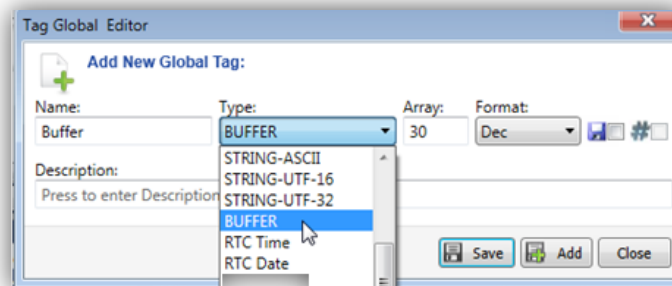 Tag Global Editor
Add New Global Tag:
Name: Type: Array: Format:
Buffer BUFFER 30 Dec #
Description:
Press to enter Description
STRING-ASCII
STRING-UTF-16
STRING-UTF-32
BUFFER
RTC Time
RTC Date
Save Add Close